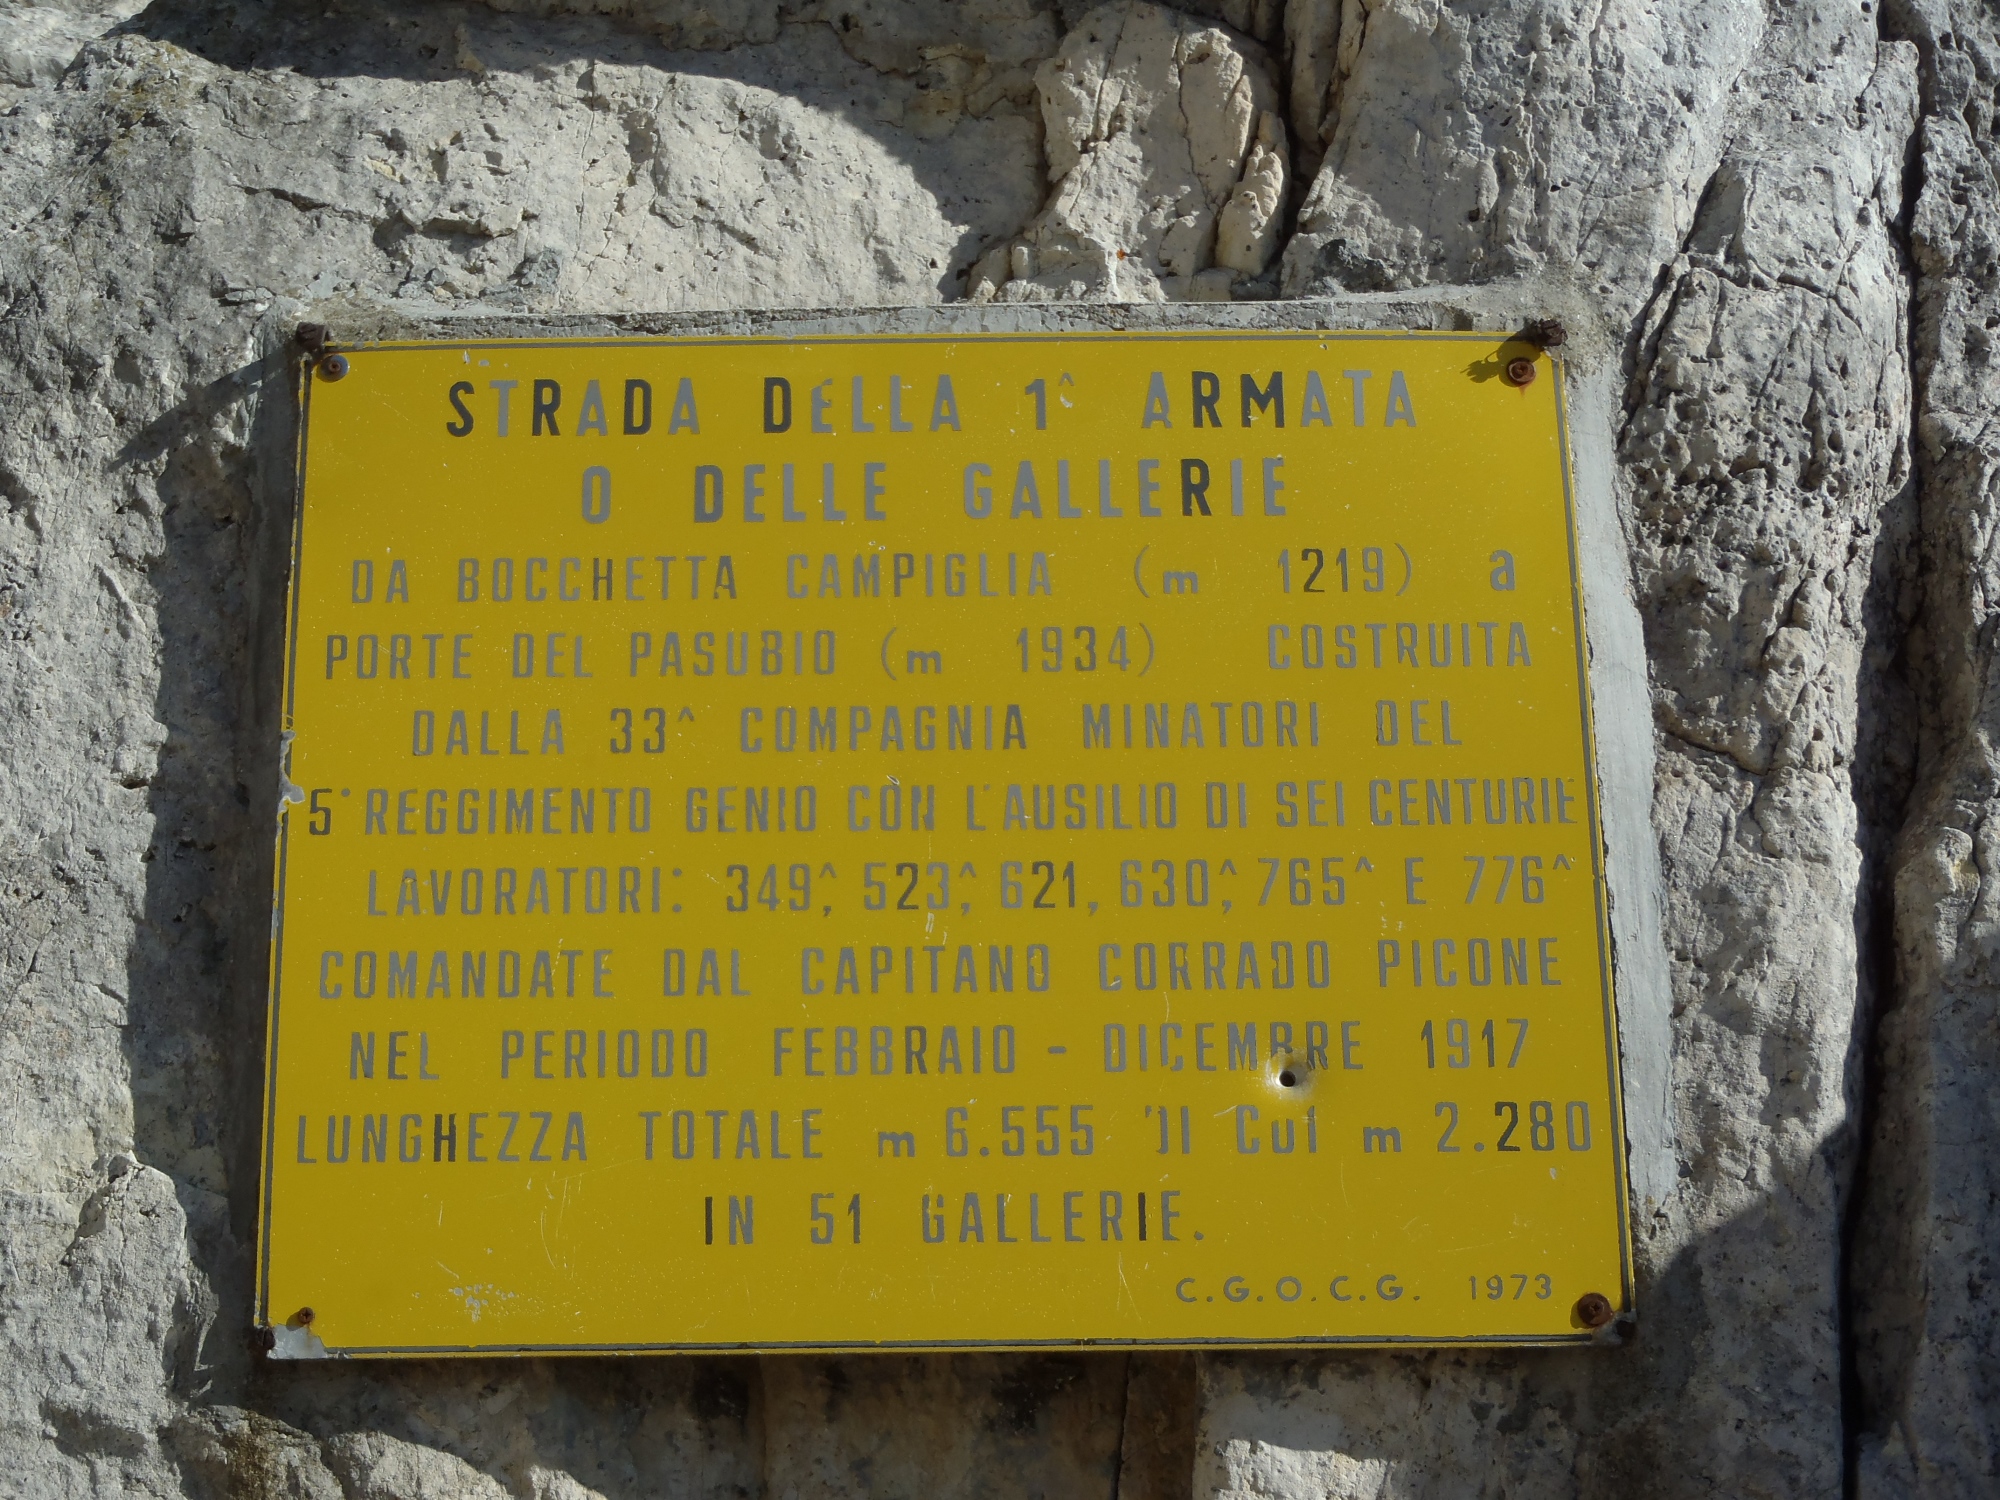 STRADA DELLA 1^ ARMATA
O DELLE GALLERIE
DA BOCCHETTA CAMPIGLIA (m 1219) a
PORTE DEL PASUBIO (m 1934) COSTRUITA
DALLA 33^ COMPAGNIA MINATORI DEL
5° REGGIMENTO GENIO CON L'AUSILIO DI SEI CENTURIE
LAVORATORI: 349^, 523^, 621, 630^, 765^ E 776^
COMANDATE DAL CAPITANO CORRADO PICONE
NEL PERIODO FEBBRAIO - DICEMBRE 1917
LUNGHEZZA TOTALE m 6.555 DI CUI m 2.280
IN 51 GALLERIE.
C.G.O.C.G. 1973